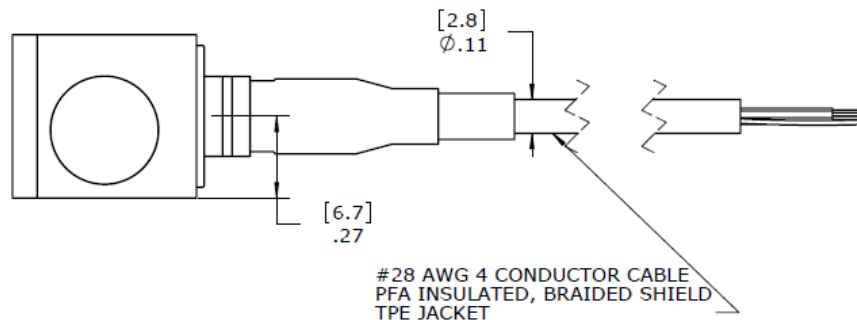 [2.8]
Ø.11
[6.7]
.27
#28 AWG 4 CONDUCTOR CABLE
PFA INSULATED, BRAIDED SHIELD
TPE JACKET